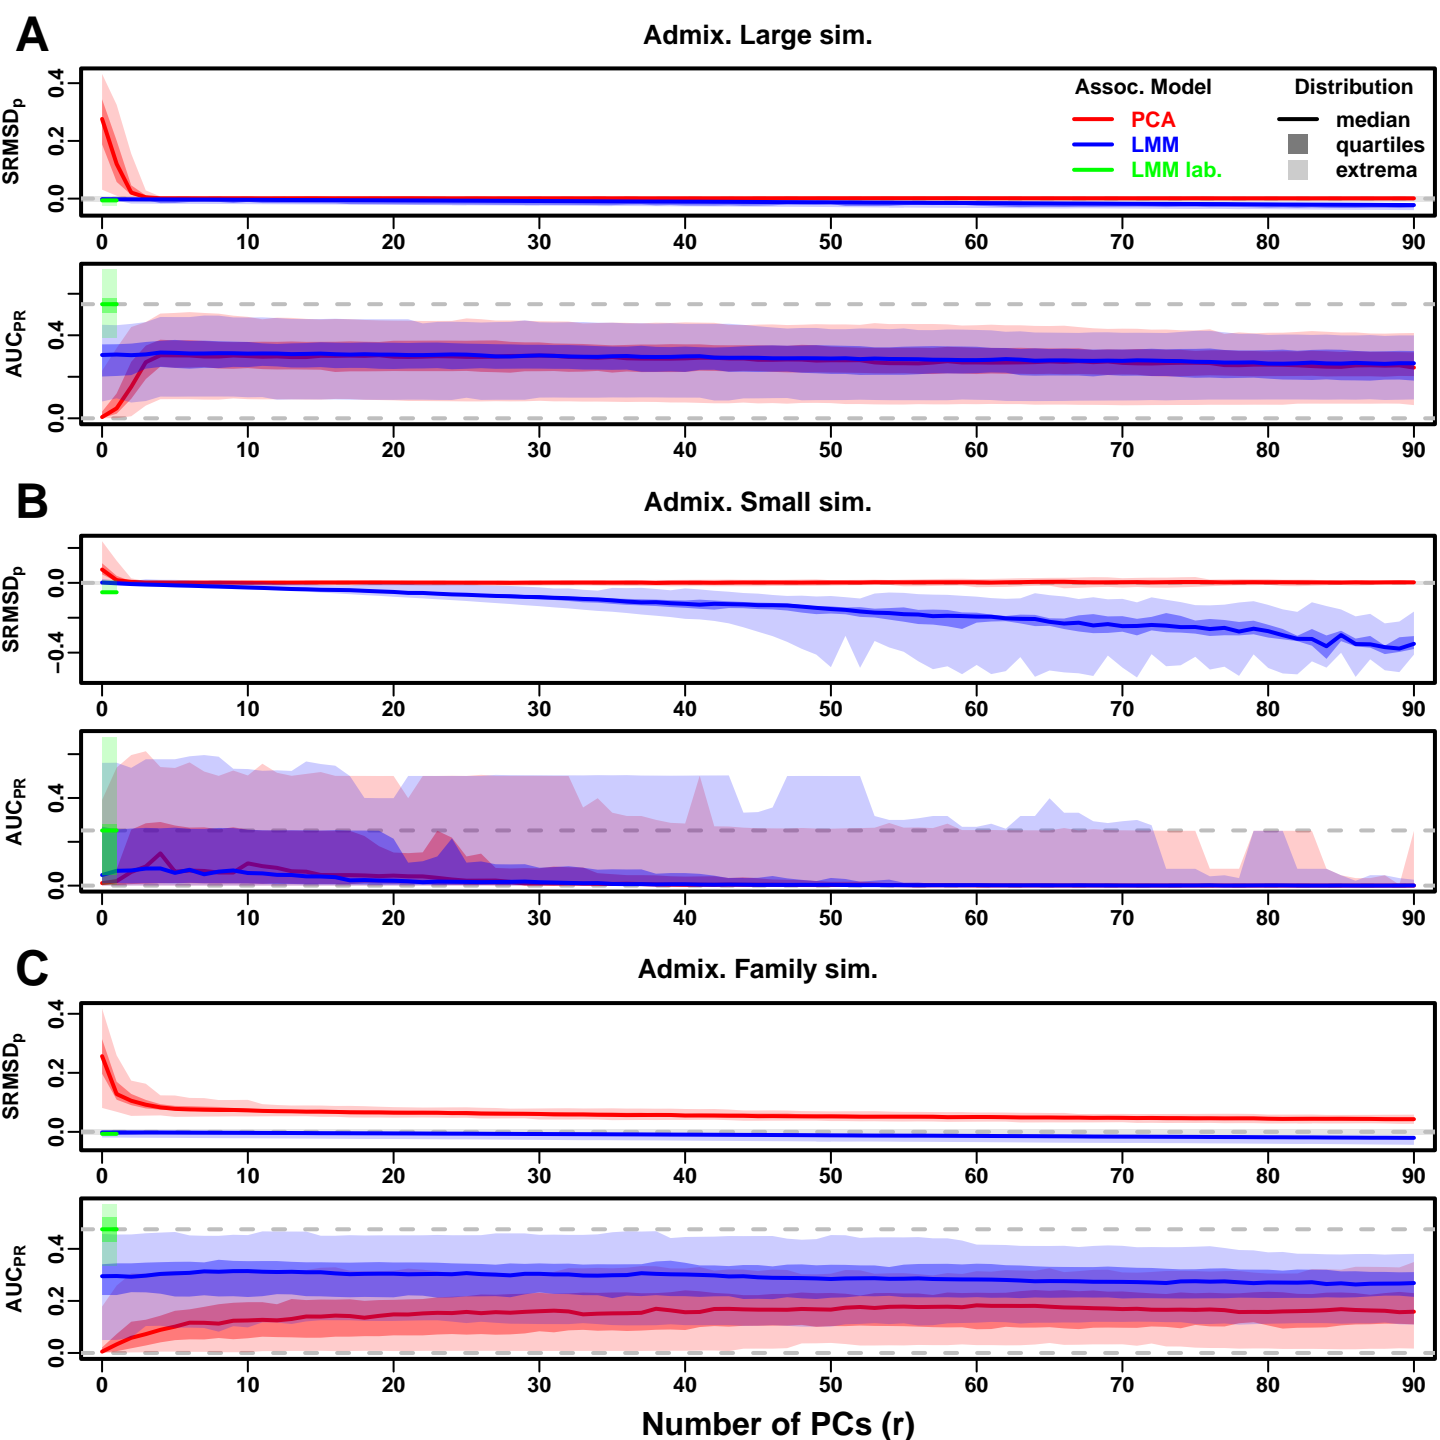 A
Admix. Large sim.
SRMSDp
0.0 0.2 0.4
Assoc. Model
PCA
LMM
LMM lab.
Distribution
median
quartiles
extrema
0 10 20 30 40 50 60 70 80 90
AUCPR
0.0 0.4
0 10 20 30 40 50 60 70 80 90
B
Admix. Small sim.
SRMSDp
−0.4 0.0
0 10 20 30 40 50 60 70 80 90
AUCPR
0.0 0.4
0 10 20 30 40 50 60 70 80 90
C
Admix. Family sim.
SRMSDp
0.0 0.2 0.4
0 10 20 30 40 50 60 70 80 90
AUCPR
0.0 0.2 0.4
0 10 20 30 40 50 60 70 80 90
Number of PCs (r)